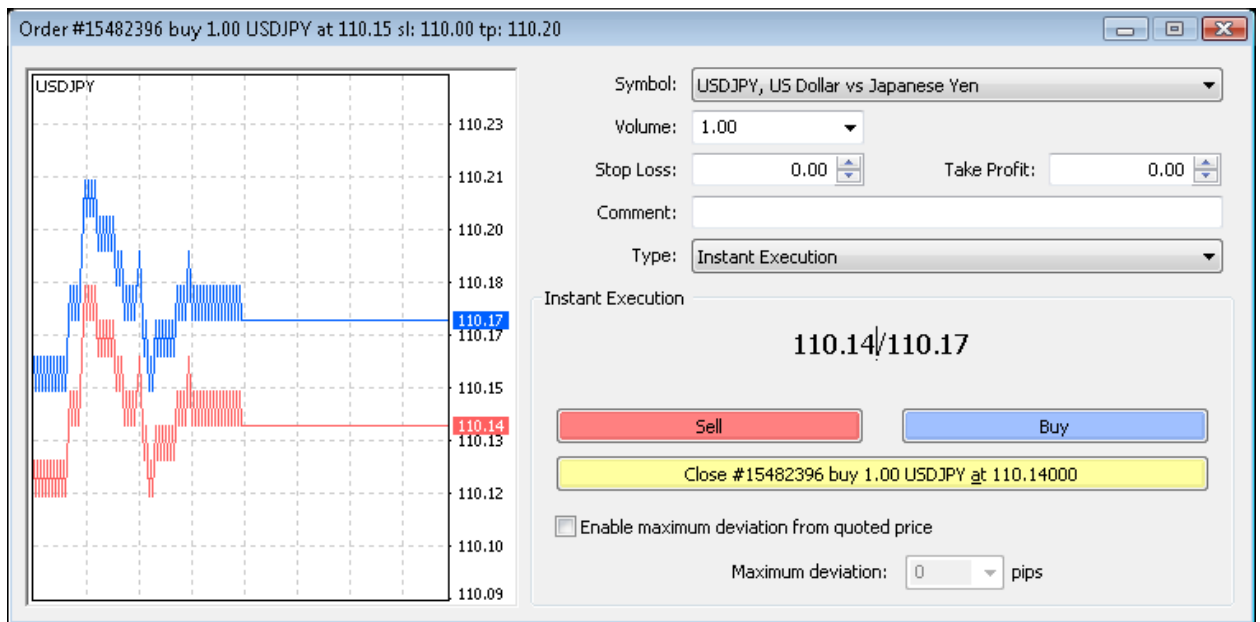 Order #15482396 buy 1.00 USDJPY at 110.15 sl: 110.00 tp: 110.20
USDJPY
110.23
110.21
110.20
110.18
110.17
110.17
110.15
110.14
110.13
110.12
110.10
110.09
Symbol: USDJPY, US Dollar vs Japanese Yen
Volume: 1.00
Stop Loss: 0.00 Take Profit: 0.00
Comment:
Type: Instant Execution
Instant Execution
110.14/110.17
Sell Buy
Close #15482396 buy 1.00 USDJPY at 110.14000
Enable maximum deviation from quoted price
Maximum deviation: 0 pips